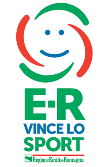 E-R
VINCE LO
SPORT
Regione Emilia-Romagna